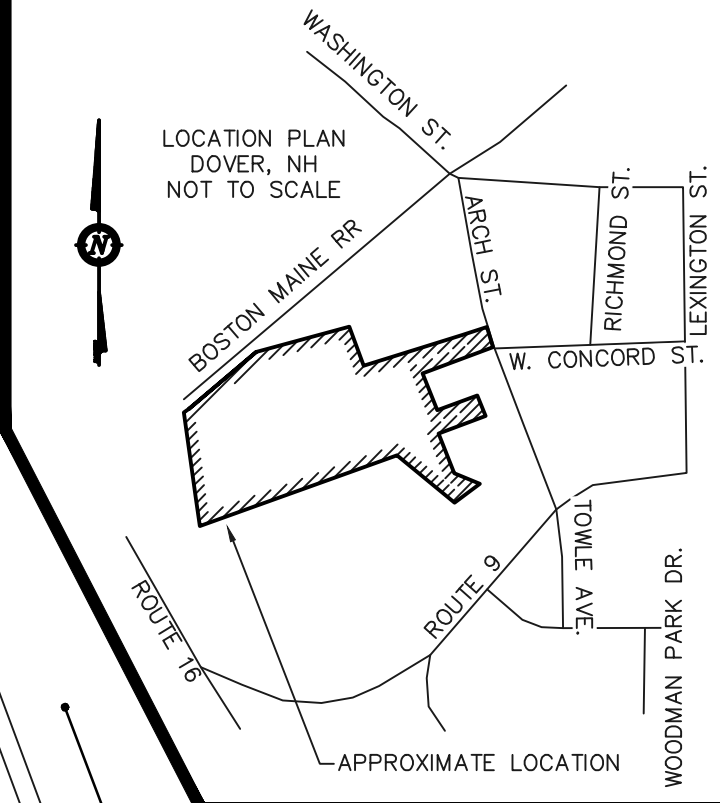 WASHINGTON ST.
LOCATION PLAN
DOVER, NH
NOT TO SCALE
N
BOSTON MAINE RR
ARCH ST.
RICHMOND ST.
LEXINGTON ST.
W. CONCORD ST.
ROUTE 16
ROUTE 9
TOWLE AVE.
WOODMAN PARK DR.
APPROXIMATE LOCATION